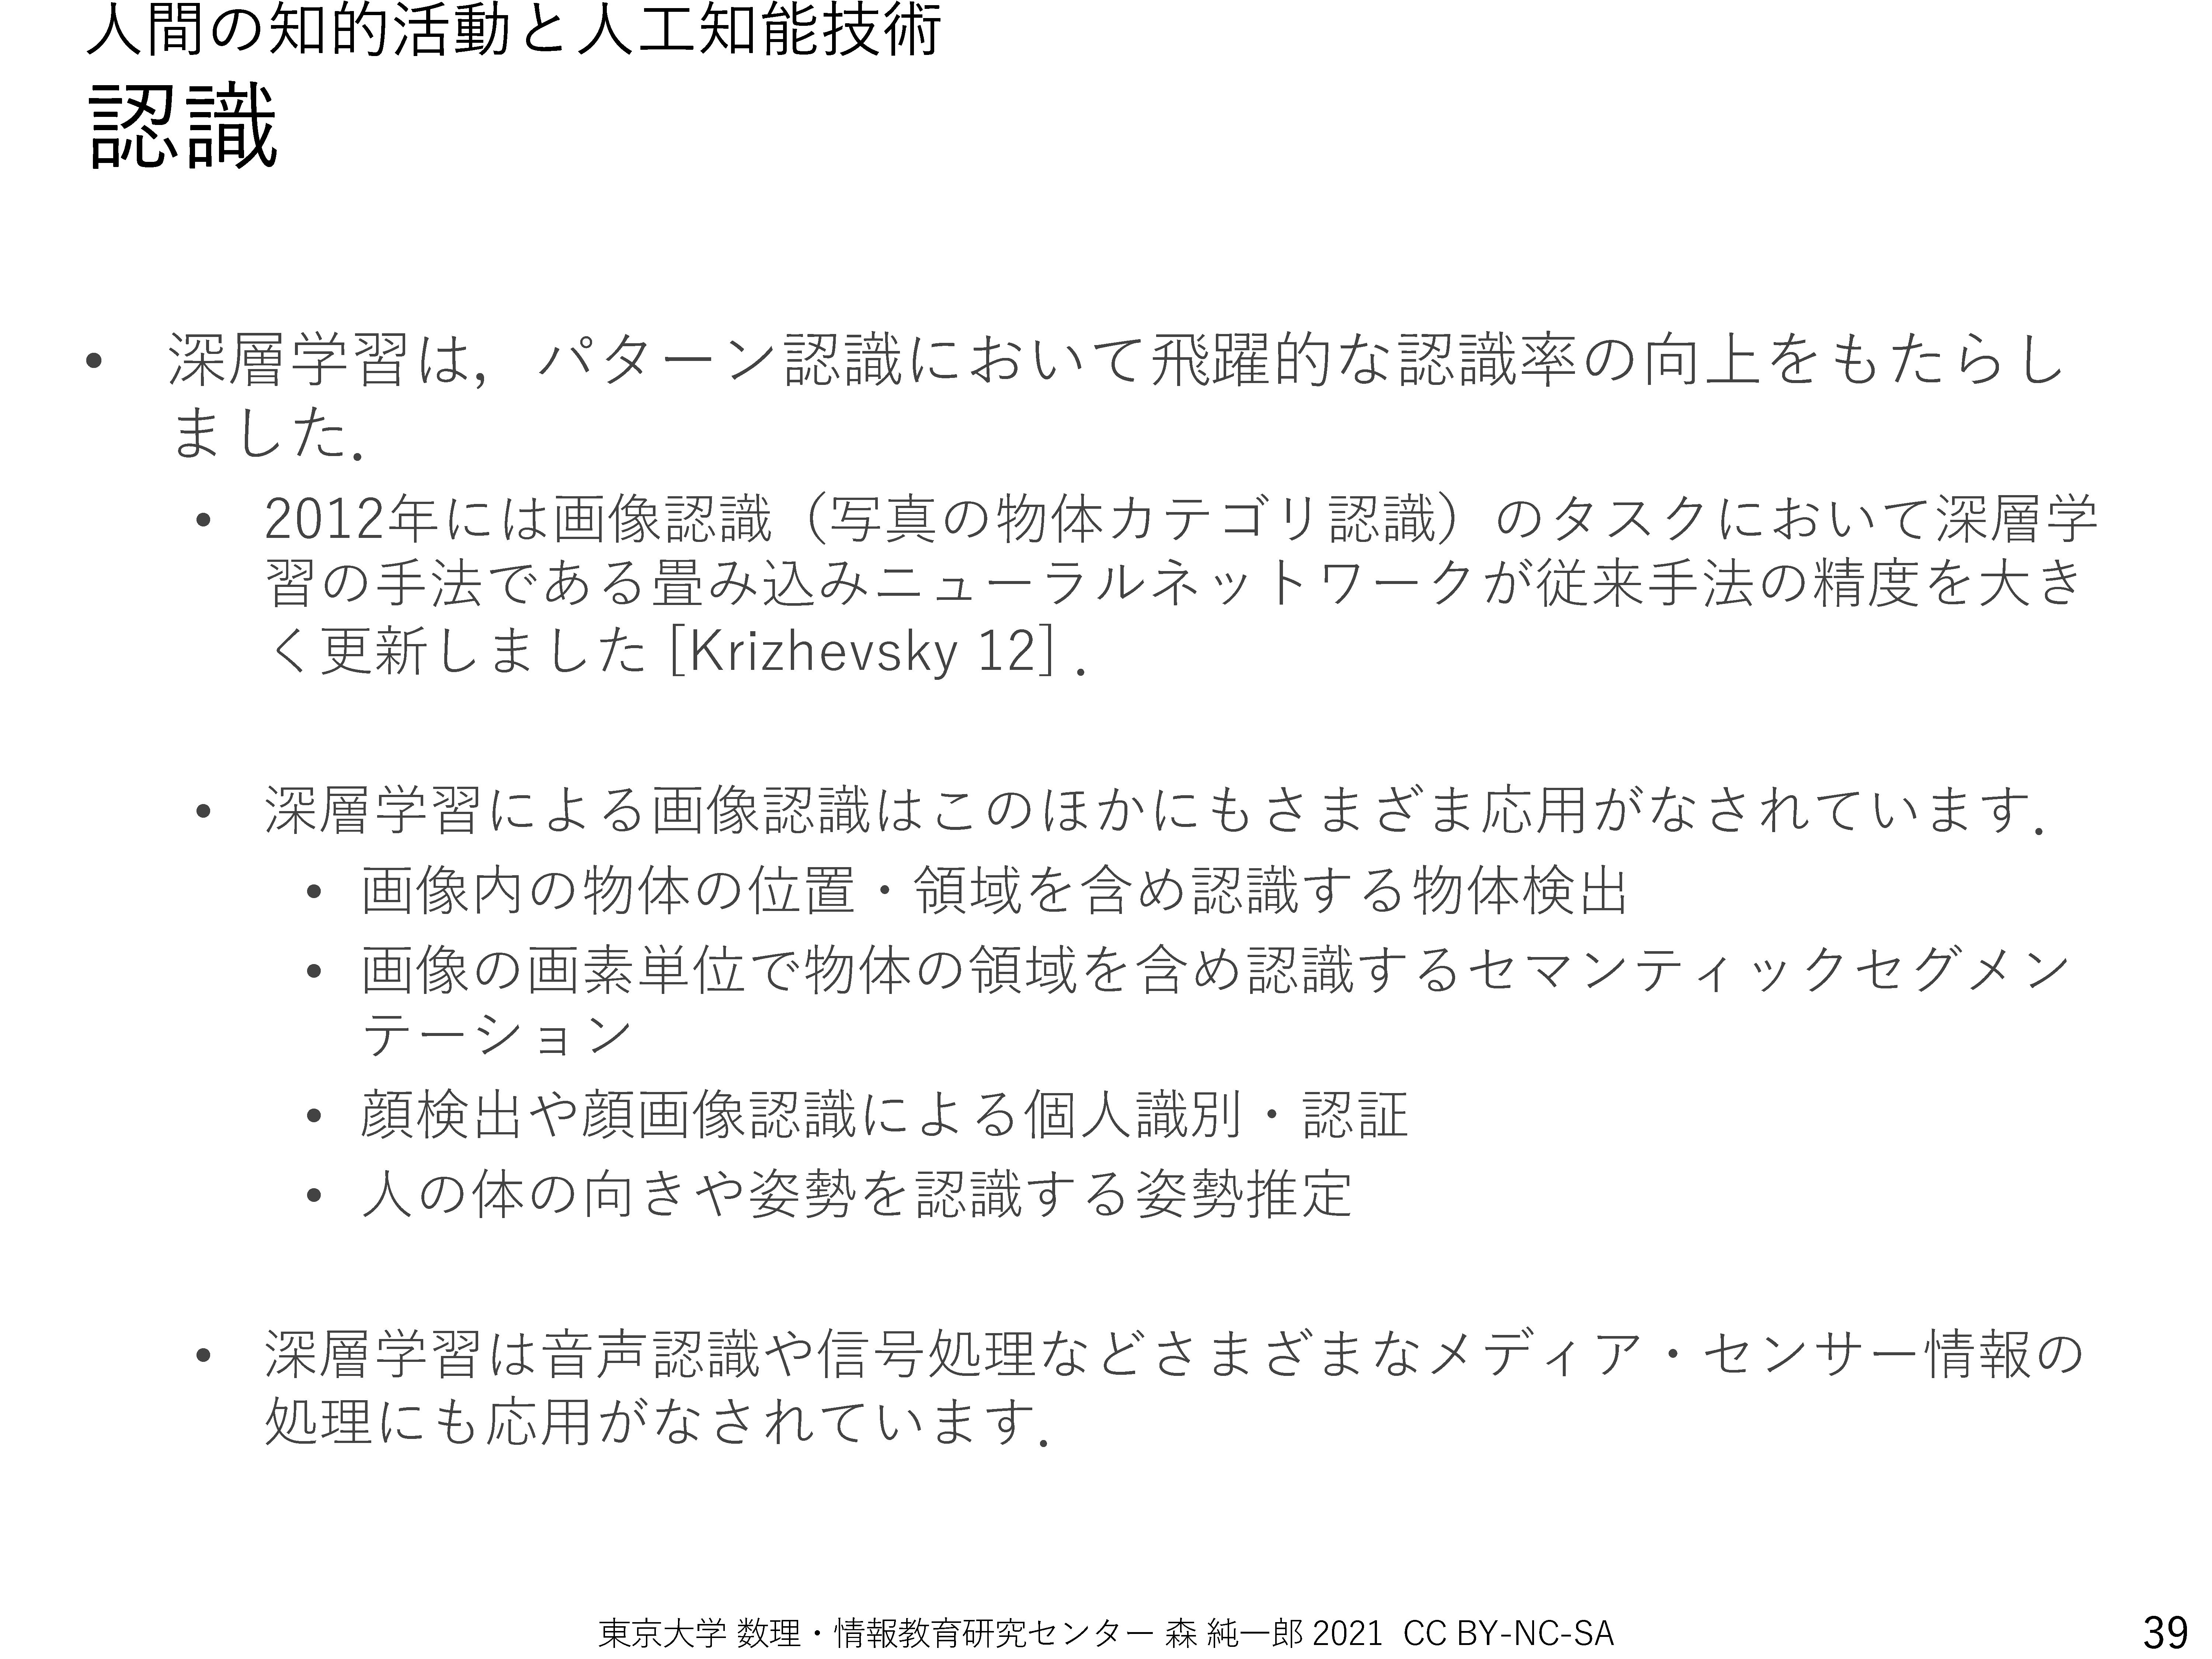 人間の知的活動と人工知能技術
認識
• 深層学習は，パターン認識において飛躍的な認識率の向上をもたらし
ました．
• 2012年には画像認識（写真の物体カテゴリ認識）のタスクにおいて深層学
習の手法である畳み込みニューラルネットワークが従来手法の精度を大き
く更新しました [Krizhevsky 12]．
• 深層学習による画像認識はこのほかにもさまざま応用がなされています．
• 画像内の物体の位置・領域を含め認識する物体検出
• 画像の画素単位で物体の領域を含め認識するセマンティックセグメン
テーション
• 顔検出や顔画像認識による個人識別・認証
• 人の体の向きや姿勢を認識する姿勢推定
• 深層学習は音声認識や信号処理などさまざまなメディア・センサー情報の
処理にも応用がなされています．
東京大学 数理・情報教育研究センター 森 純一郎 2021 CC BY-NC-SA
39